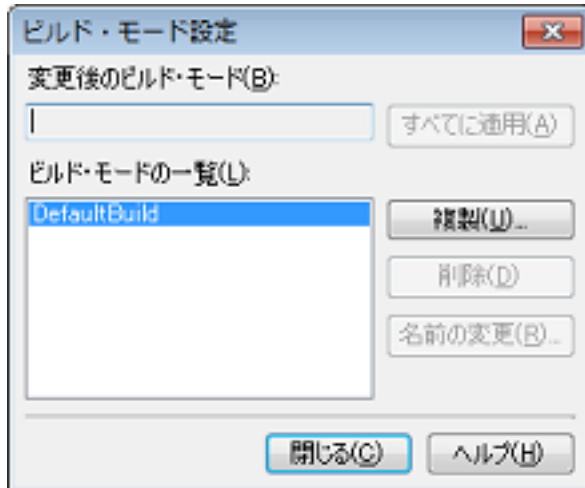 ビルド・モード設定
変更後のビルド・モード(B):
すべてに適用(A)
ビルド・モードの一覧(L):
DefaultBuild
複製(U)...
削除(D)
名前の変更(R)...
閉じる(C)
ヘルプ(H)